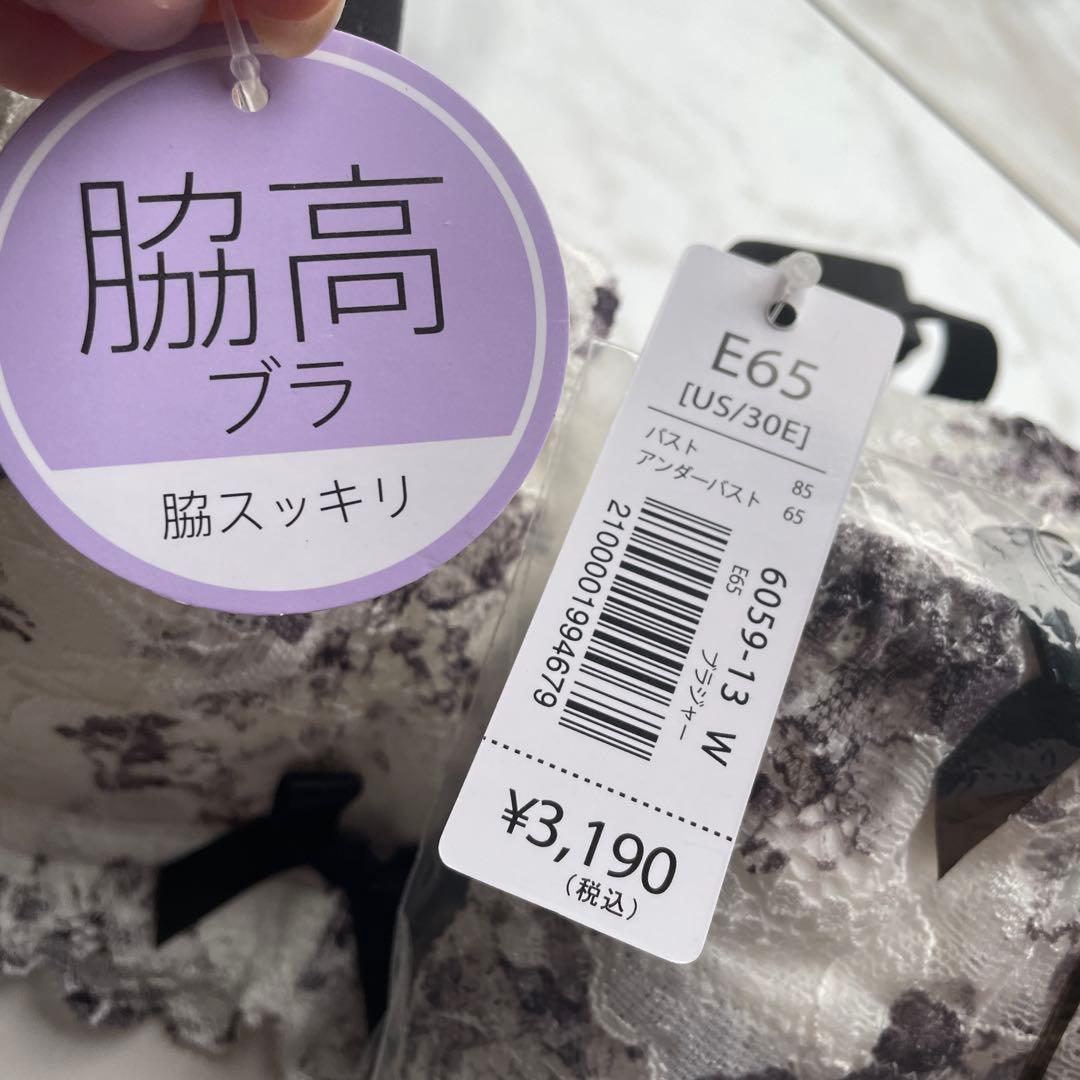 脇高
ブラ
脇スッキリ
E65
[US/30E]
バスト 85
アンダーバスト 65
6059-13 W
E65 ブラジャー
2100001994679
¥3,190
(税込)